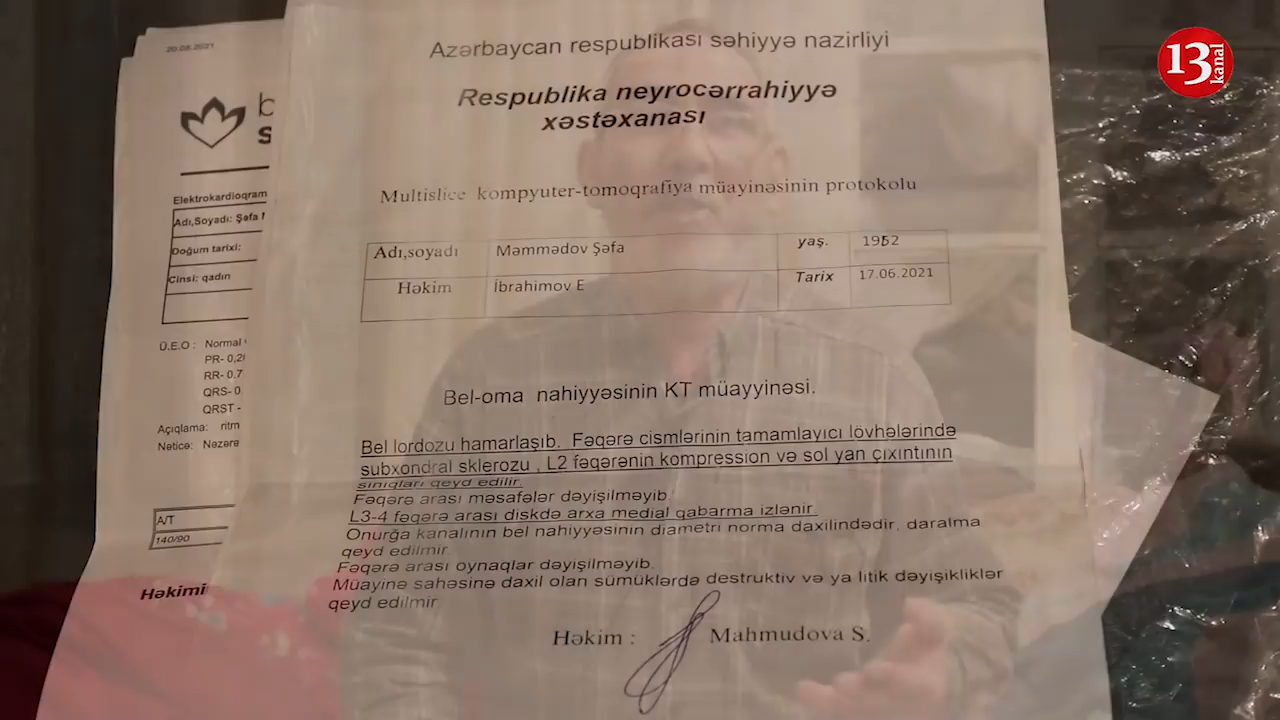 13 kanal
20.08.2021
b
s
Elektrokardioqram
Adı,Soyadı: Şəfa
Doğum tarixi:
Cinsi: qadın
Ü.E.O : Normal
PR- 0,2
RR- 0.7
QRS- 0
QRST -
Açıqlama: ritm
Nəticə: Nəzərə
A/T
140/90
Həkimi
Azərbaycan respublikası səhiyyə nazirliyi
Respublika neyrocərrahiyyə
xəstəxanası
Multislice kompyuter-tomoqrafiya müayinəsinin protokolu
Adı,soyadı Məmmədov Şəfa yaş. 1952
Həkim İbrahimov E Tarix 17.06.2021
Bel-oma nahiyyəsinin KT müayyinəsi.
Bel lordozu hamarlaşıb. Fəqərə cismlərinin tamamlayıcı lövhələrində
subxondral sklerozu , L2 fəqərənin kompression və sol yan çıxıntının
sınıqları qeyd edilir.
Fəqərə arası məsafələr dəyişilməyib.
L3-4 fəqərə arası diskdə arxa medial qabarma izlənir.
Onurğa kanalının bel nahiyyəsinin diametri norma daxilindədir, daralma
qeyd edilmir.
Fəqərə arası oynaqlar dəyişilməyib.
Müayinə sahəsinə daxil olan sümüklərdə destruktiv və ya litik dəyişikliklər
qeyd edilmir.
Həkim : Mahmudova S.